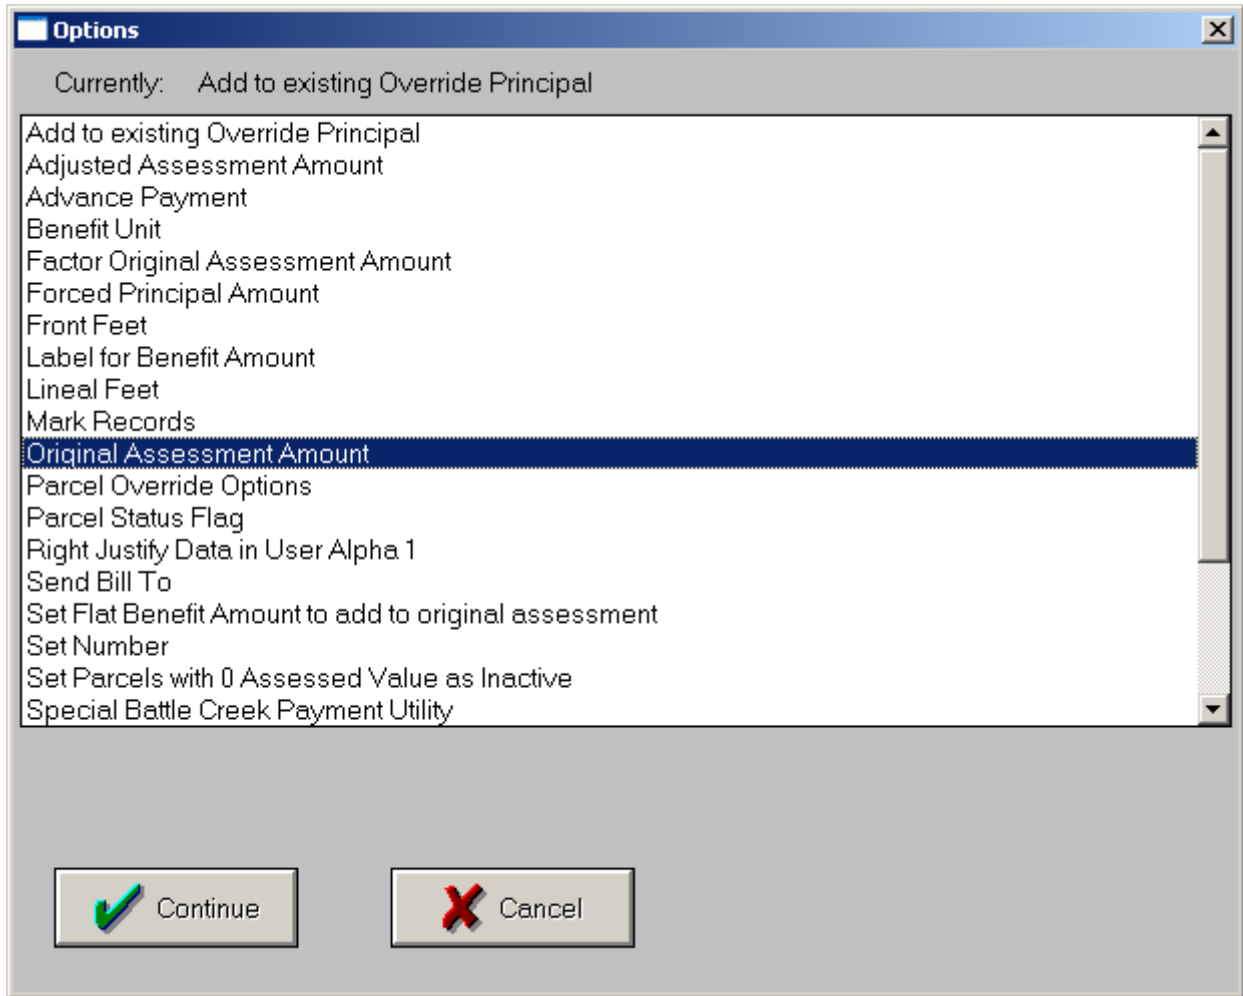 Options
Currently: Add to existing Override Principal
Add to existing Override Principal
Adjusted Assessment Amount
Advance Payment
Benefit Unit
Factor Original Assessment Amount
Forced Principal Amount
Front Feet
Label for Benefit Amount
Lineal Feet
Mark Records
Original Assessment Amount
Parcel Override Options
Parcel Status Flag
Right Justify Data in User Alpha 1
Send Bill To
Set Flat Benefit Amount to add to original assessment
Set Number
Set Parcels with 0 Assessed Value as Inactive
Special Battle Creek Payment Utility
Continue Cancel